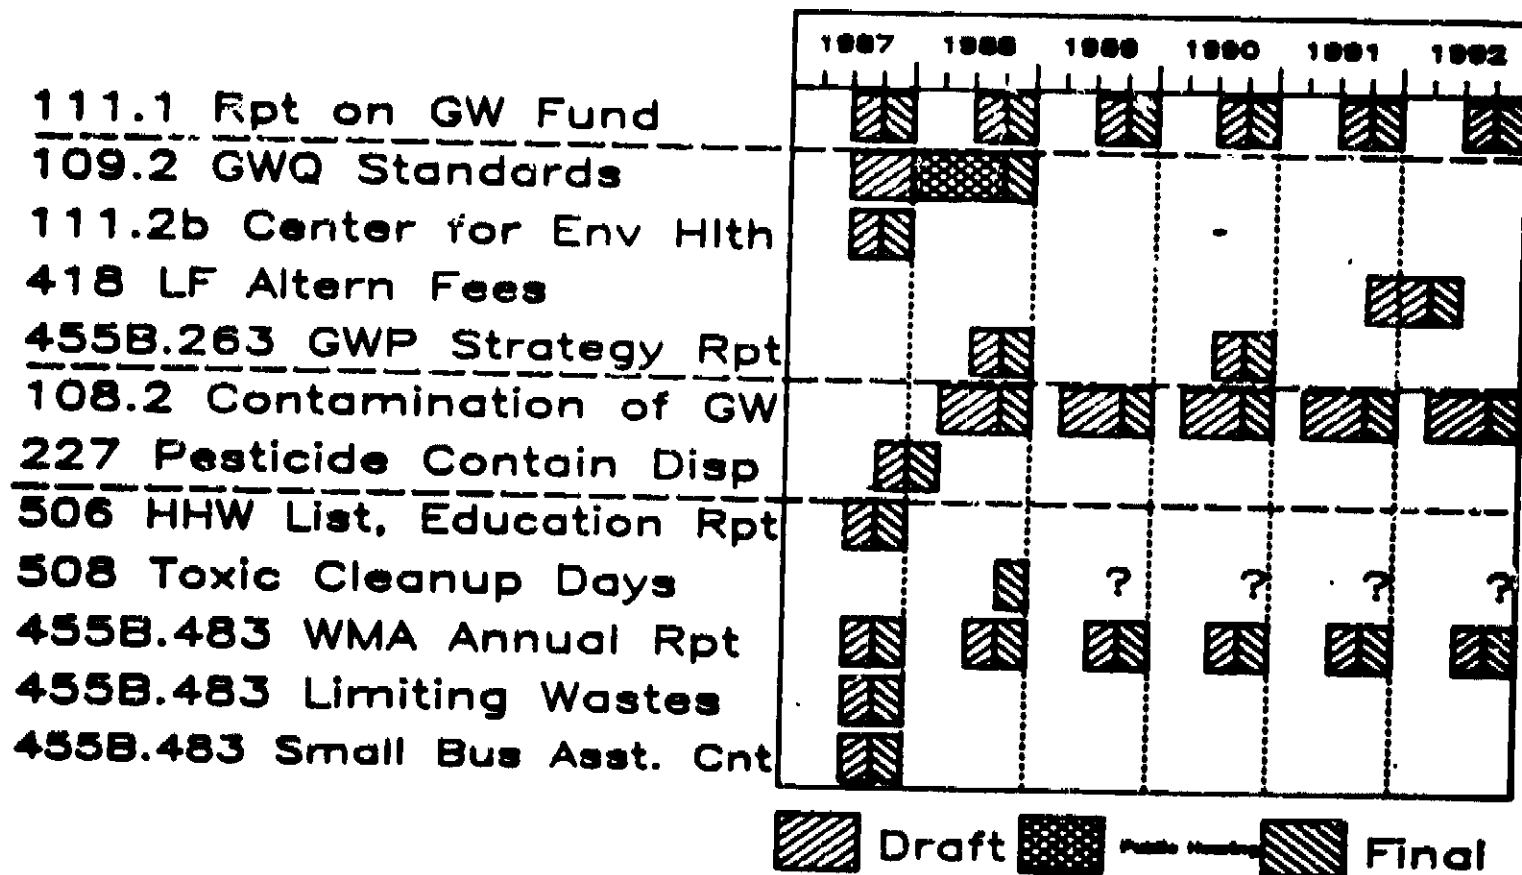 1987 1988 1989 1990 1991 1992
111.1 Rpt on GW Fund
109.2 GWQ Standards
111.2b Center for Env Hlth
418 LF Altern Fees
455B.263 GWP Strategy Rpt
108.2 Contamination of GW
227 Pesticide Contain Disp
506 HHW List, Education Rpt
508 Toxic Cleanup Days ? ? ? ?
455B.483 WMA Annual Rpt
455B.483 Limiting Wastes
455B.483 Small Bus Asst. Cnt
Draft Public Hearing Final